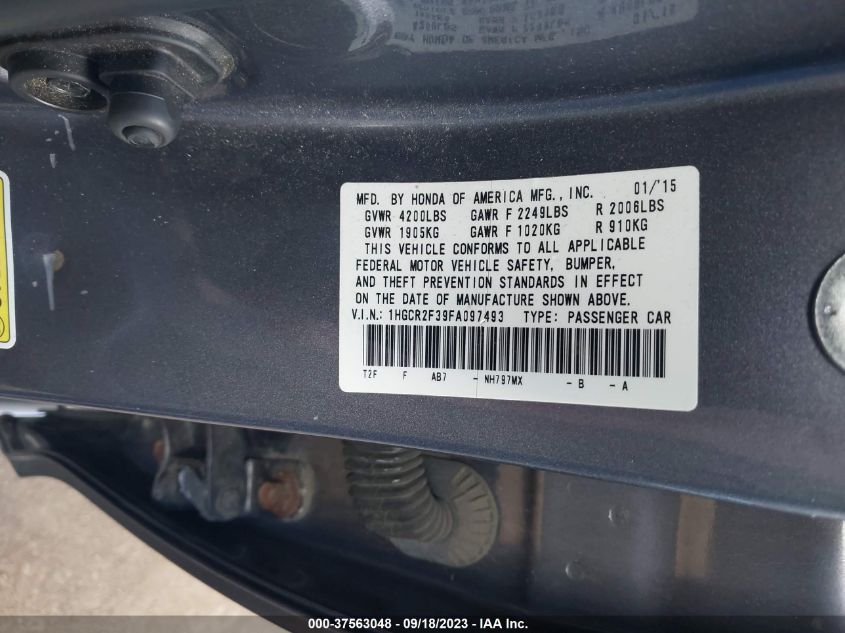 MFD. BY HONDA OF AMERICA MFG., INC. 01/'15
GVWR 4200LBS GAWR F 2249LBS R 2006LBS
GVWR 1905KG GAWR F 1020KG R 910KG
THIS VEHICLE CONFORMS TO ALL APPLICABLE
FEDERAL MOTOR VEHICLE SAFETY, BUMPER,
AND THEFT PREVENTION STANDARDS IN EFFECT
ON THE DATE OF MANUFACTURE SHOWN ABOVE.
V.I.N.: 1HGCR2F39FA097493 TYPE: PASSENGER CAR
T2F F AB7 - NH797MX - B - A
000-37563048 - 09/18/2023 - IAA Inc.